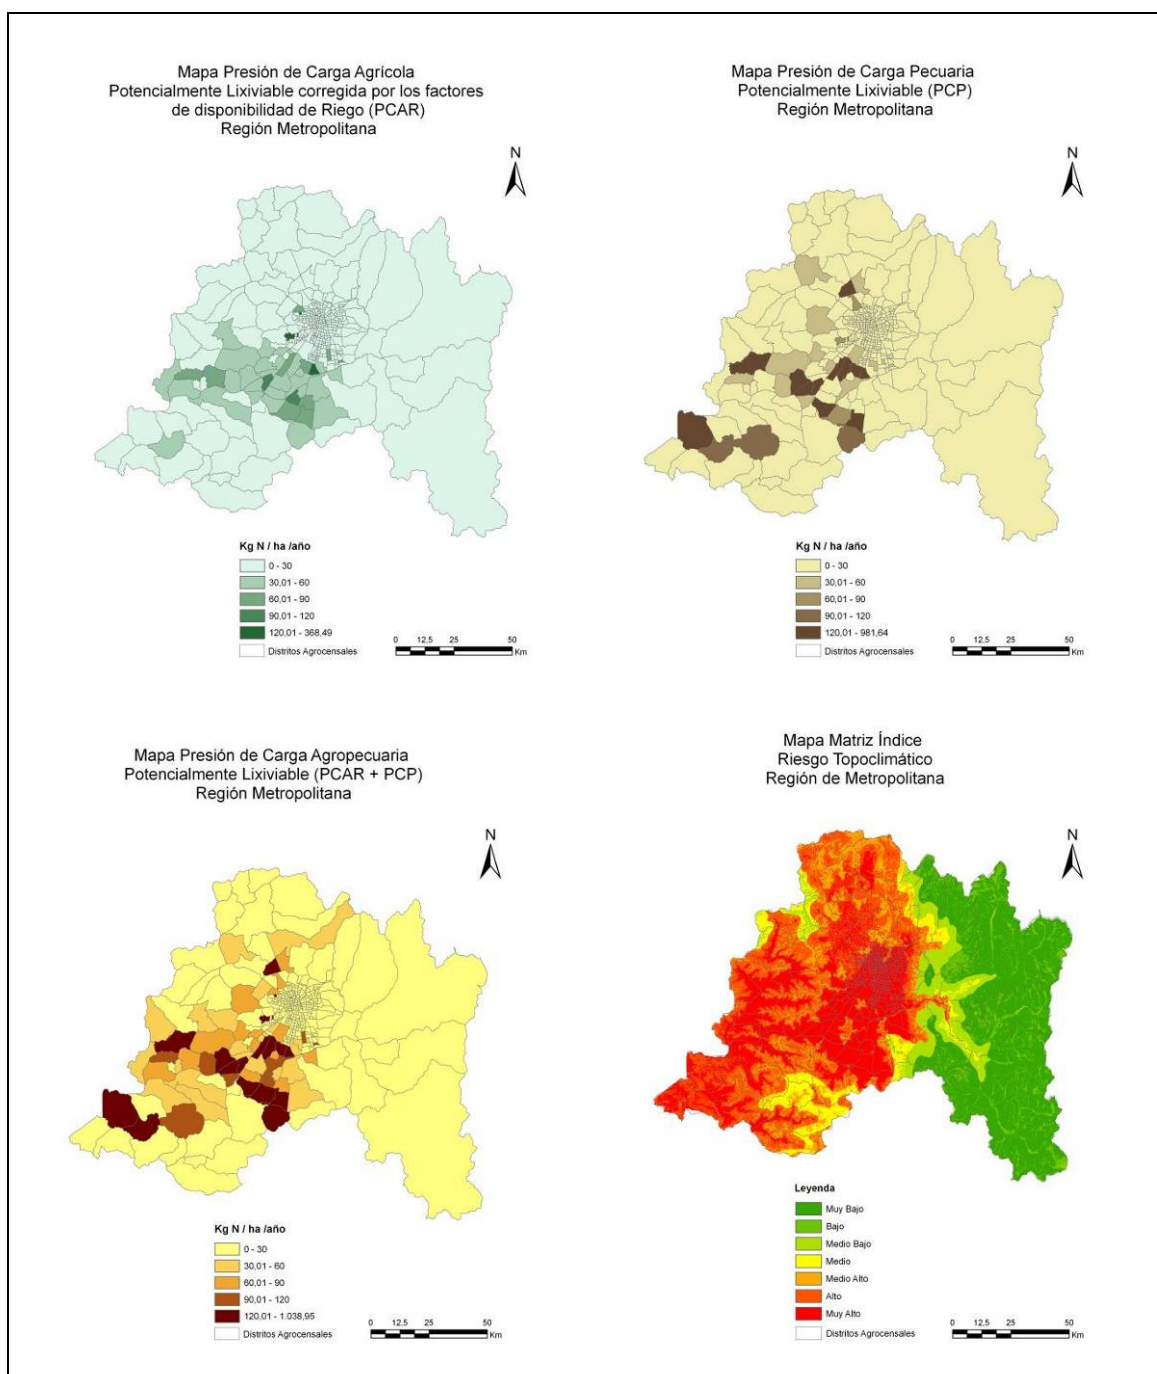 Mapa Presión de Carga Agrícola
Potencialmente Lixiviable corregida por los factores
de disponibilidad de Riego (PCAR)
Región Metropolitana
N
Kg N / ha /año
0 - 30
30,01 - 60
60,01 - 90
90,01 - 120
120,01 - 368,49
Distritos Agrocensales
0 12,5 25 50
Km
Mapa Presión de Carga Pecuaria
Potencialmente Lixiviable (PCP)
Región Metropolitana
N
Kg N / ha /año
0 - 30
30,01 - 60
60,01 - 90
90,01 - 120
120,01 - 981,64
Distritos Agrocensales
0 12,5 25 50
Km
Mapa Presión de Carga Agropecuaria
Potencialmente Lixiviable (PCAR + PCP)
Región Metropolitana
N
Kg N / ha /año
0 - 30
30,01 - 60
60,01 - 90
90,01 - 120
120,01 - 1.038,95
Distritos Agrocensales
0 12,5 25 50
Km
Mapa Matriz Índice
Riesgo Topoclimático
Región de Metropolitana
N
Leyenda
Muy Bajo
Bajo
Medio Bajo
Medio
Medio Alto
Alto
Muy Alto
Distritos Agrocensales
0 12,5 25 50
Km